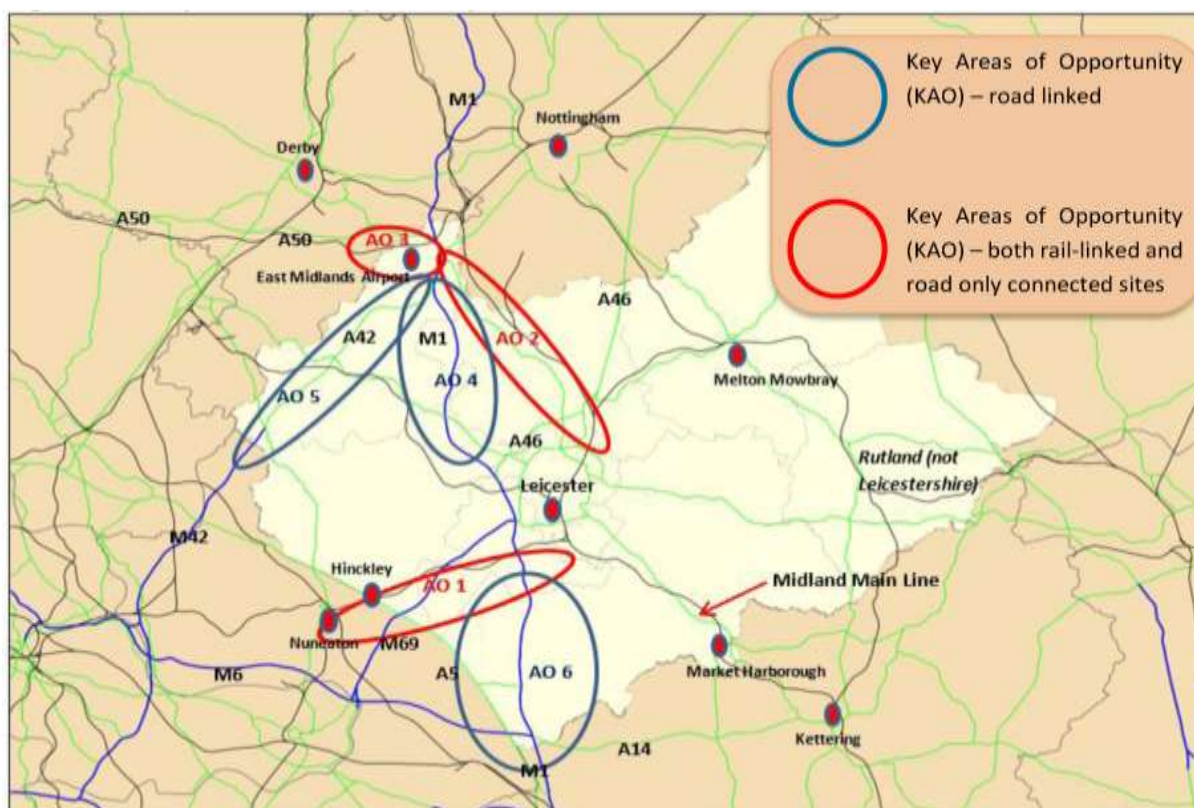 Key Areas of Opportunity
(KAO) – road linked
Key Areas of Opportunity
(KAO) – both rail-linked and
road only connected sites
M1
Nottingham
Derby
A50
A50
AO 3
East Midlands Airport
A46
A42
M1
AO 2
Melton Mowbray
AO 5
AO 4
A46
Rutland (not
Leicestershire)
Leicester
M42
Hinckley
AO 1
Midland Main Line
Nuneaton
M69
M6
A5
AO 6
Market Harborough
Kettering
A14
M1